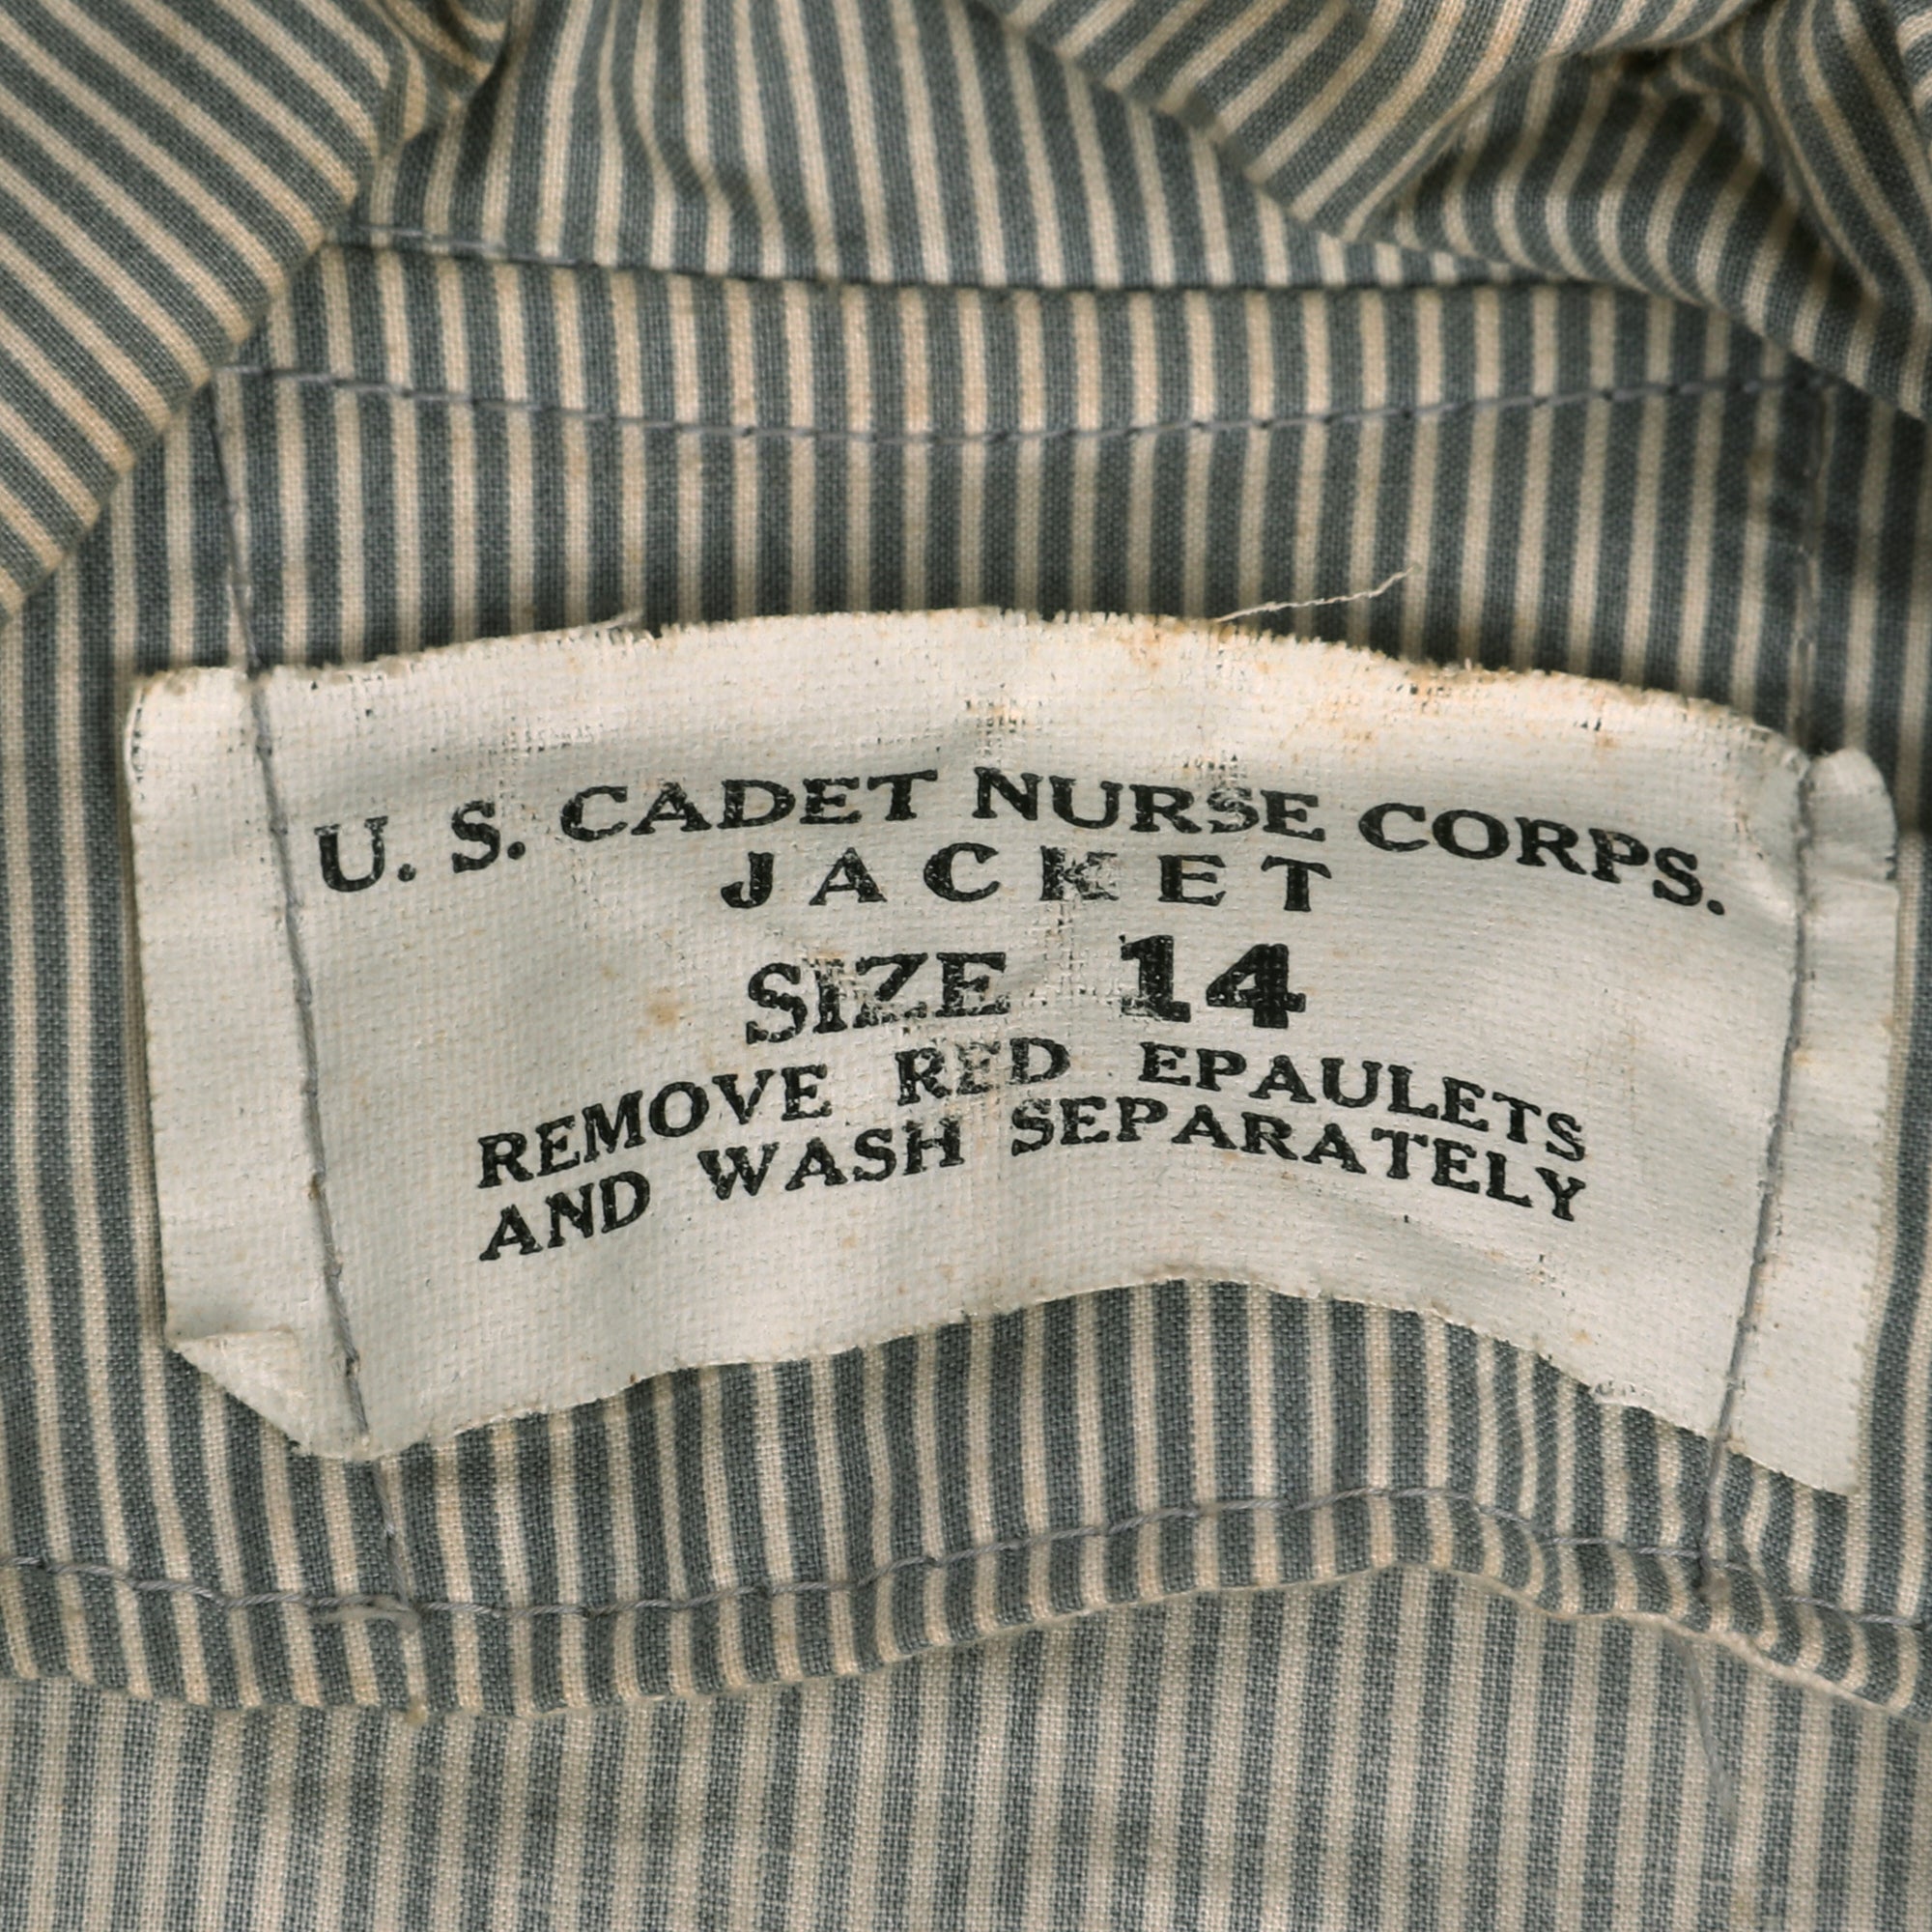 U. S. CADET NURSE CORPS.
JACKET
SIZE 14
REMOVE RED EPAULETS
AND WASH SEPARATELY